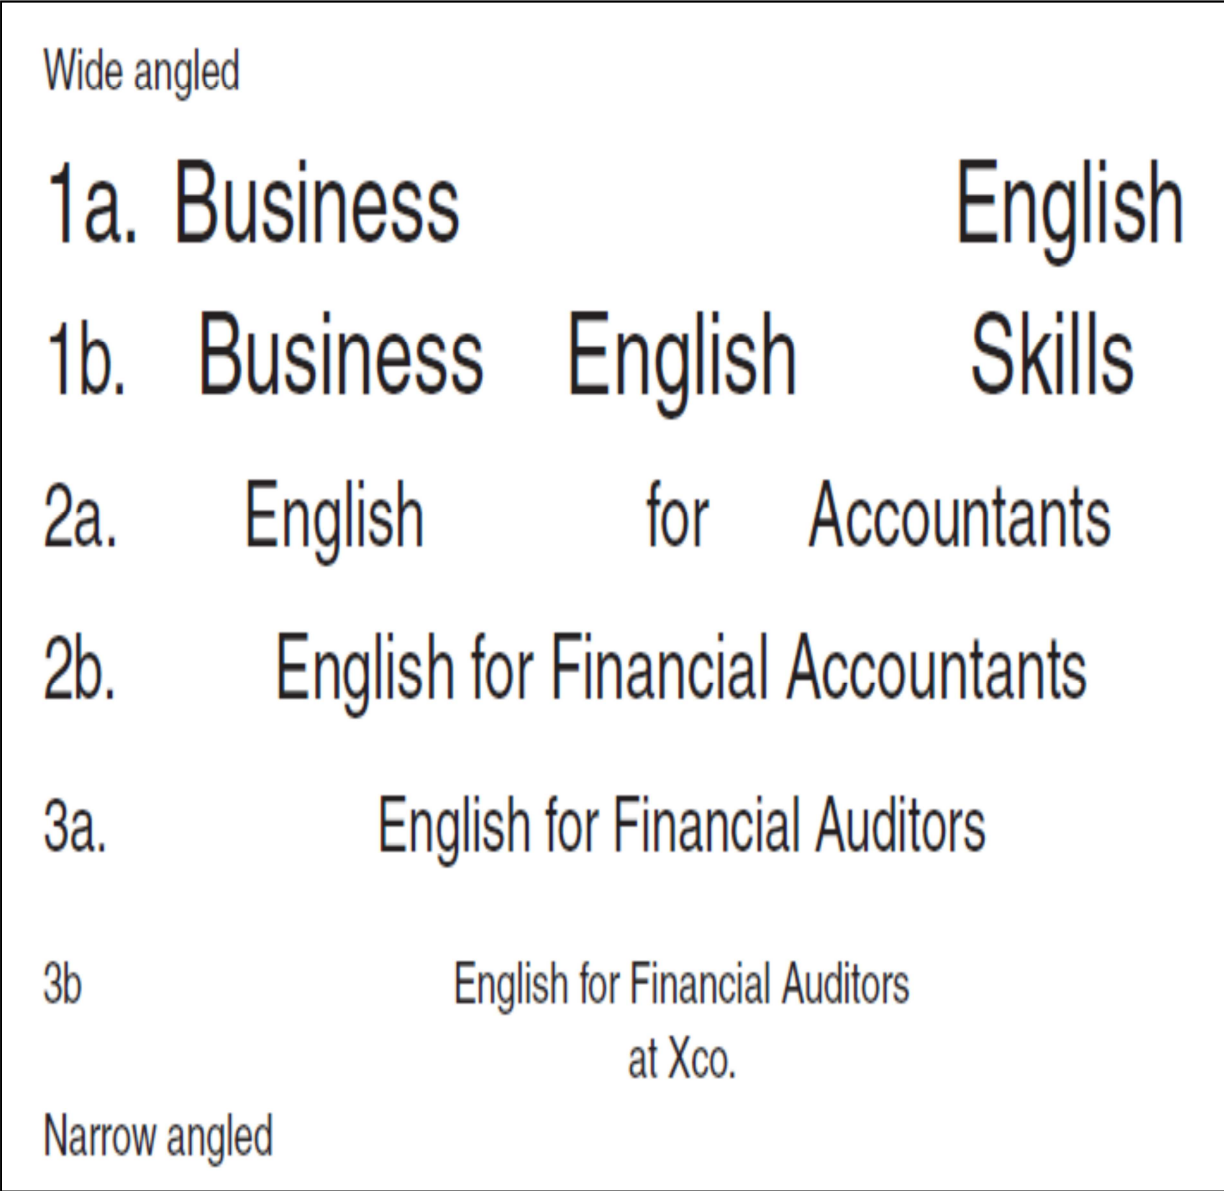 Wide angled
1a. Business English
1b. Business English Skills
2a. English for Accountants
2b. English for Financial Accountants
3a. English for Financial Auditors
3b English for Financial Auditors
at Xco.
Narrow angled